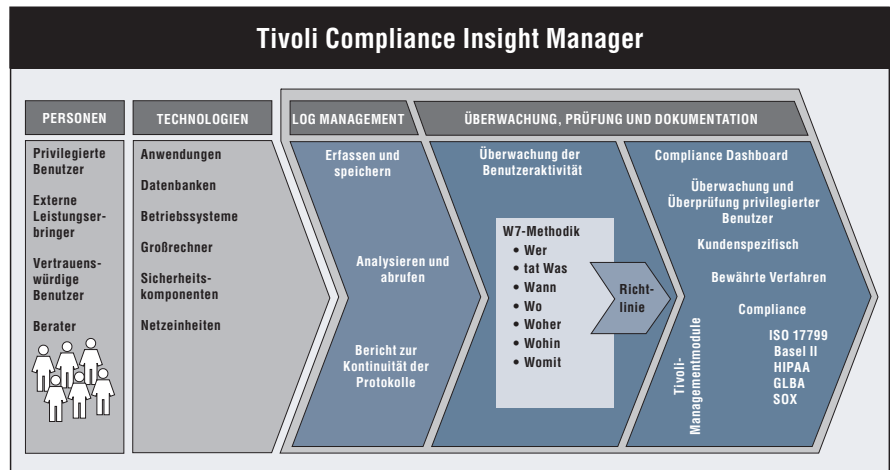 Tivoli Compliance Insight Manager
PERSONEN
Privilegierte
Benutzer
Externe
Leistungser-
bringer
Vertrauens-
würdige
Benutzer
Berater
TECHNOLOGIEN
Anwendungen
Datenbanken
Betriebssysteme
Großrechner
Sicherheits-
komponenten
Netzeinheiten
LOG MANAGEMENT
Erfassen und
speichern
Analysieren und
abrufen
Bericht zur
Kontinuität der
Protokolle
ÜBERWACHUNG, PRÜFUNG UND DOKUMENTATION
Überwachung der
Benutzeraktivität
W7-Methodik
• Wer
• tat Was
• Wann
• Wo
• Woher
• Wohin
• Womit
Richt-
linie
Compliance Dashboard
Überwachung und
Überprüfung privilegierter
Benutzer
Kundenspezifisch
Bewährte Verfahren
Compliance
ISO 17799
Basel II
HIPAA
GLBA
SOX
Tivoli-
Managementmodule